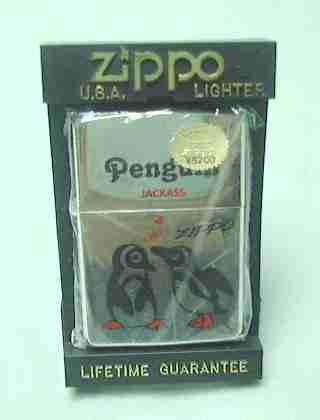 zippo
U.S.A. LIGHTER
¥5200
Penguin
JACKASS
Zippo
LIFETIME GUARANTEE